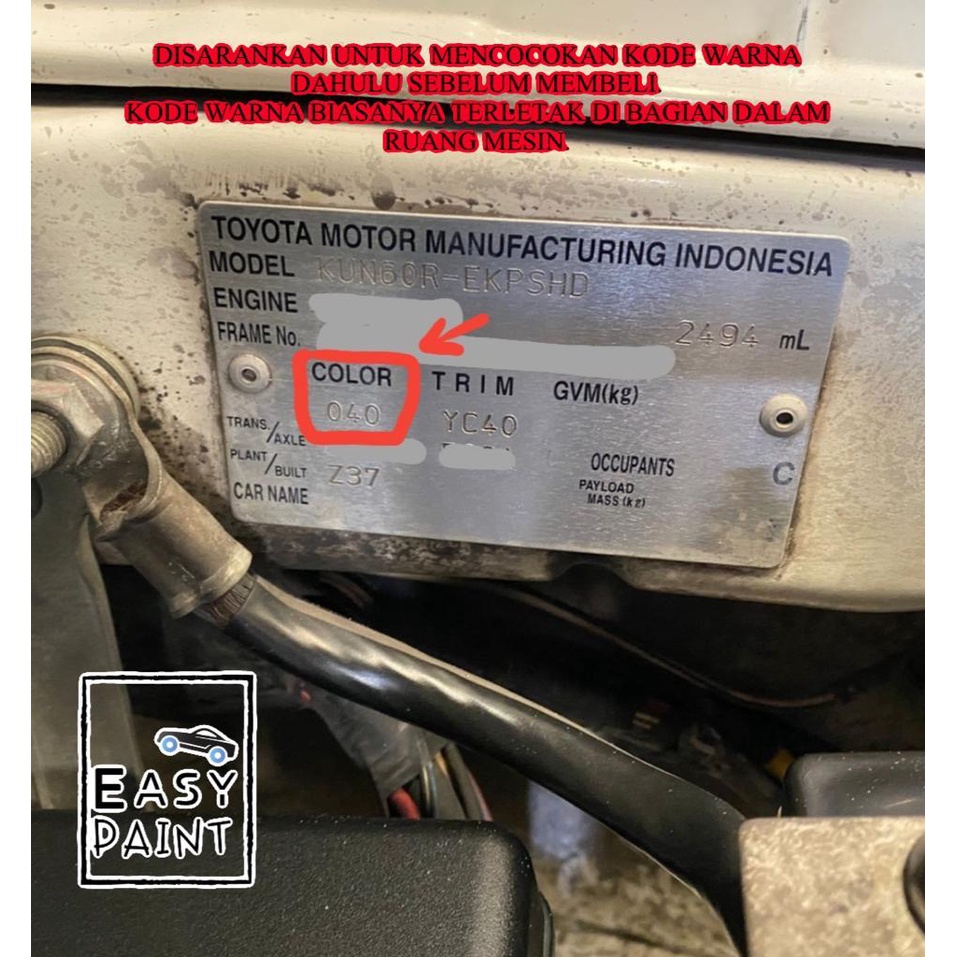 DISARANKAN UNTUK MENCOCOKAN KODE WARNA
DAHULU SEBELUM MEMBELI.
KODE WARNA BIASANYA TERLETAK DI BAGIAN DALAM
RUANG MESIN.
TOYOTA MOTOR MANUFACTURING INDONESIA
MODEL KUN60R-EKPSHD
ENGINE
2494 mL
FRAME No.
COLOR TRIM GVM(kg)
040 YC40
TRANS./AXLE
OCCUPANTS
C
PLANT/BUILT Z37
PAYLOAD
MASS(kg)
CAR NAME
EASY
PAINT